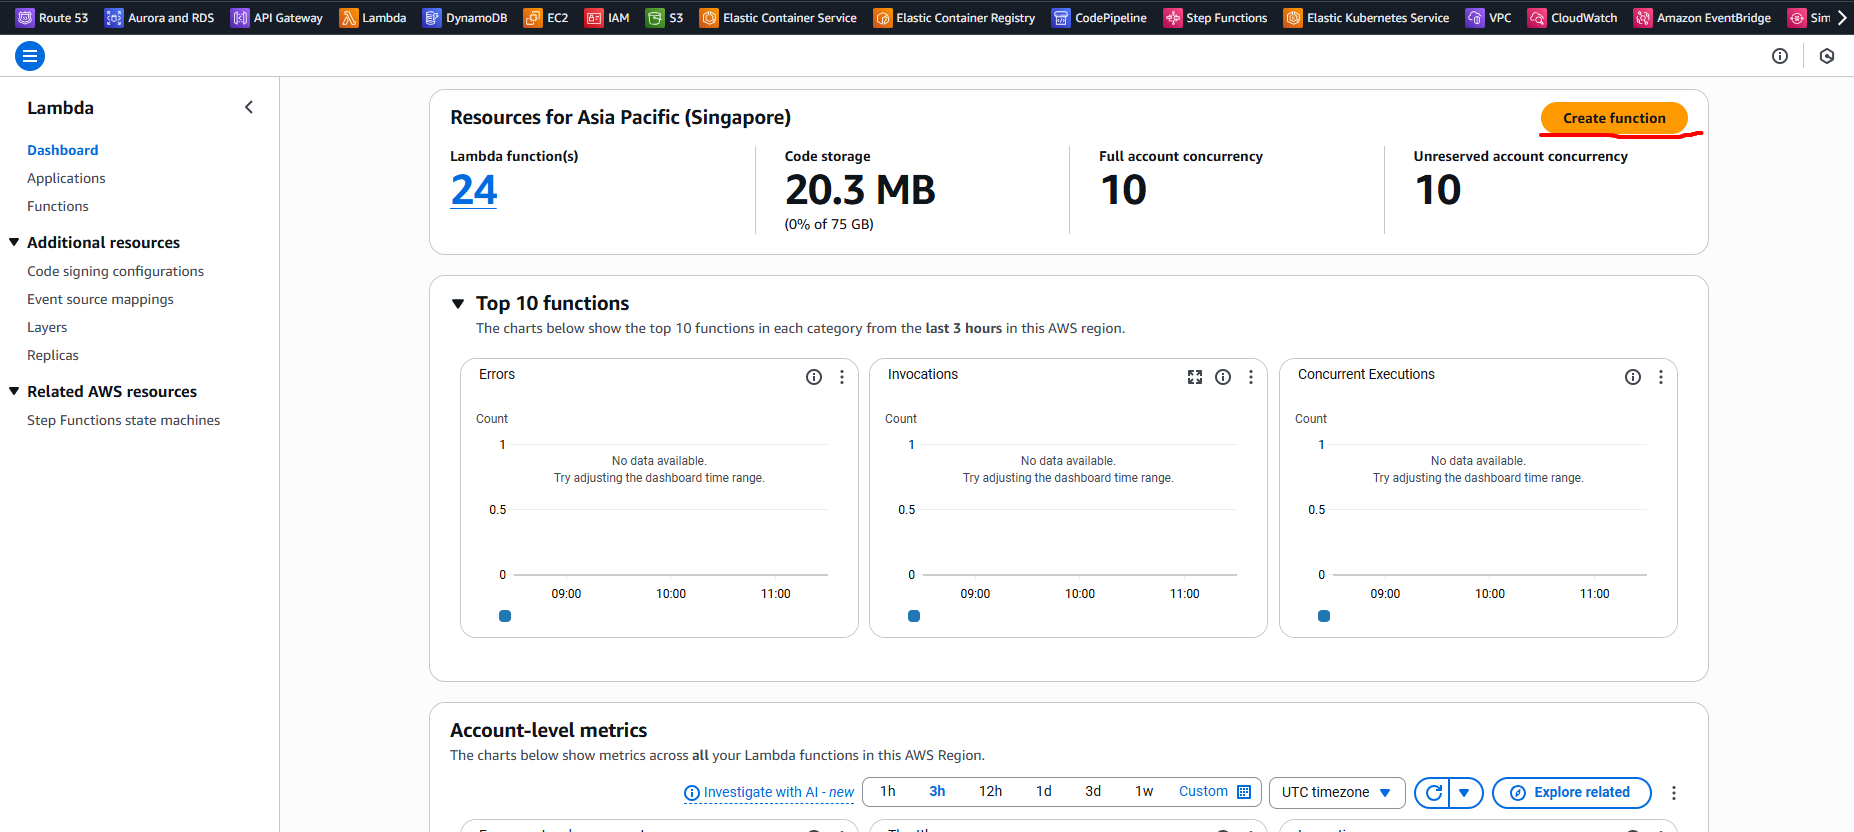 Route 53 Aurora and RDS API Gateway Lambda DynamoDB EC2 IAM S3 Elastic Container Service Elastic Container Registry CodePipeline Step Functions Elastic Kubernetes Service VPC CloudWatch Amazon EventBridge Sim
Lambda
Dashboard
Applications
Functions
Additional resources
Code signing configurations
Event source mappings
Layers
Replicas
Related AWS resources
Step Functions state machines
Resources for Asia Pacific (Singapore)
Create function
Lambda function(s)
24
Code storage
20.3 MB
(0% of 75 GB)
Full account concurrency
10
Unreserved account concurrency
10
Top 10 functions
The charts below show the top 10 functions in each category from the last 3 hours in this AWS region.
Errors
Count
1
No data available.
Try adjusting the dashboard time range.
0.5
0
09:00 10:00 11:00
Invocations
Count
1
No data available.
Try adjusting the dashboard time range.
0.5
0
09:00 10:00 11:00
Concurrent Executions
Count
1
No data available.
Try adjusting the dashboard time range.
0.5
0
09:00 10:00 11:00
Account-level metrics
The charts below show metrics across all your Lambda functions in this AWS Region.
Investigate with AI - new 1h 3h 12h 1d 3d 1w Custom UTC timezone Explore related